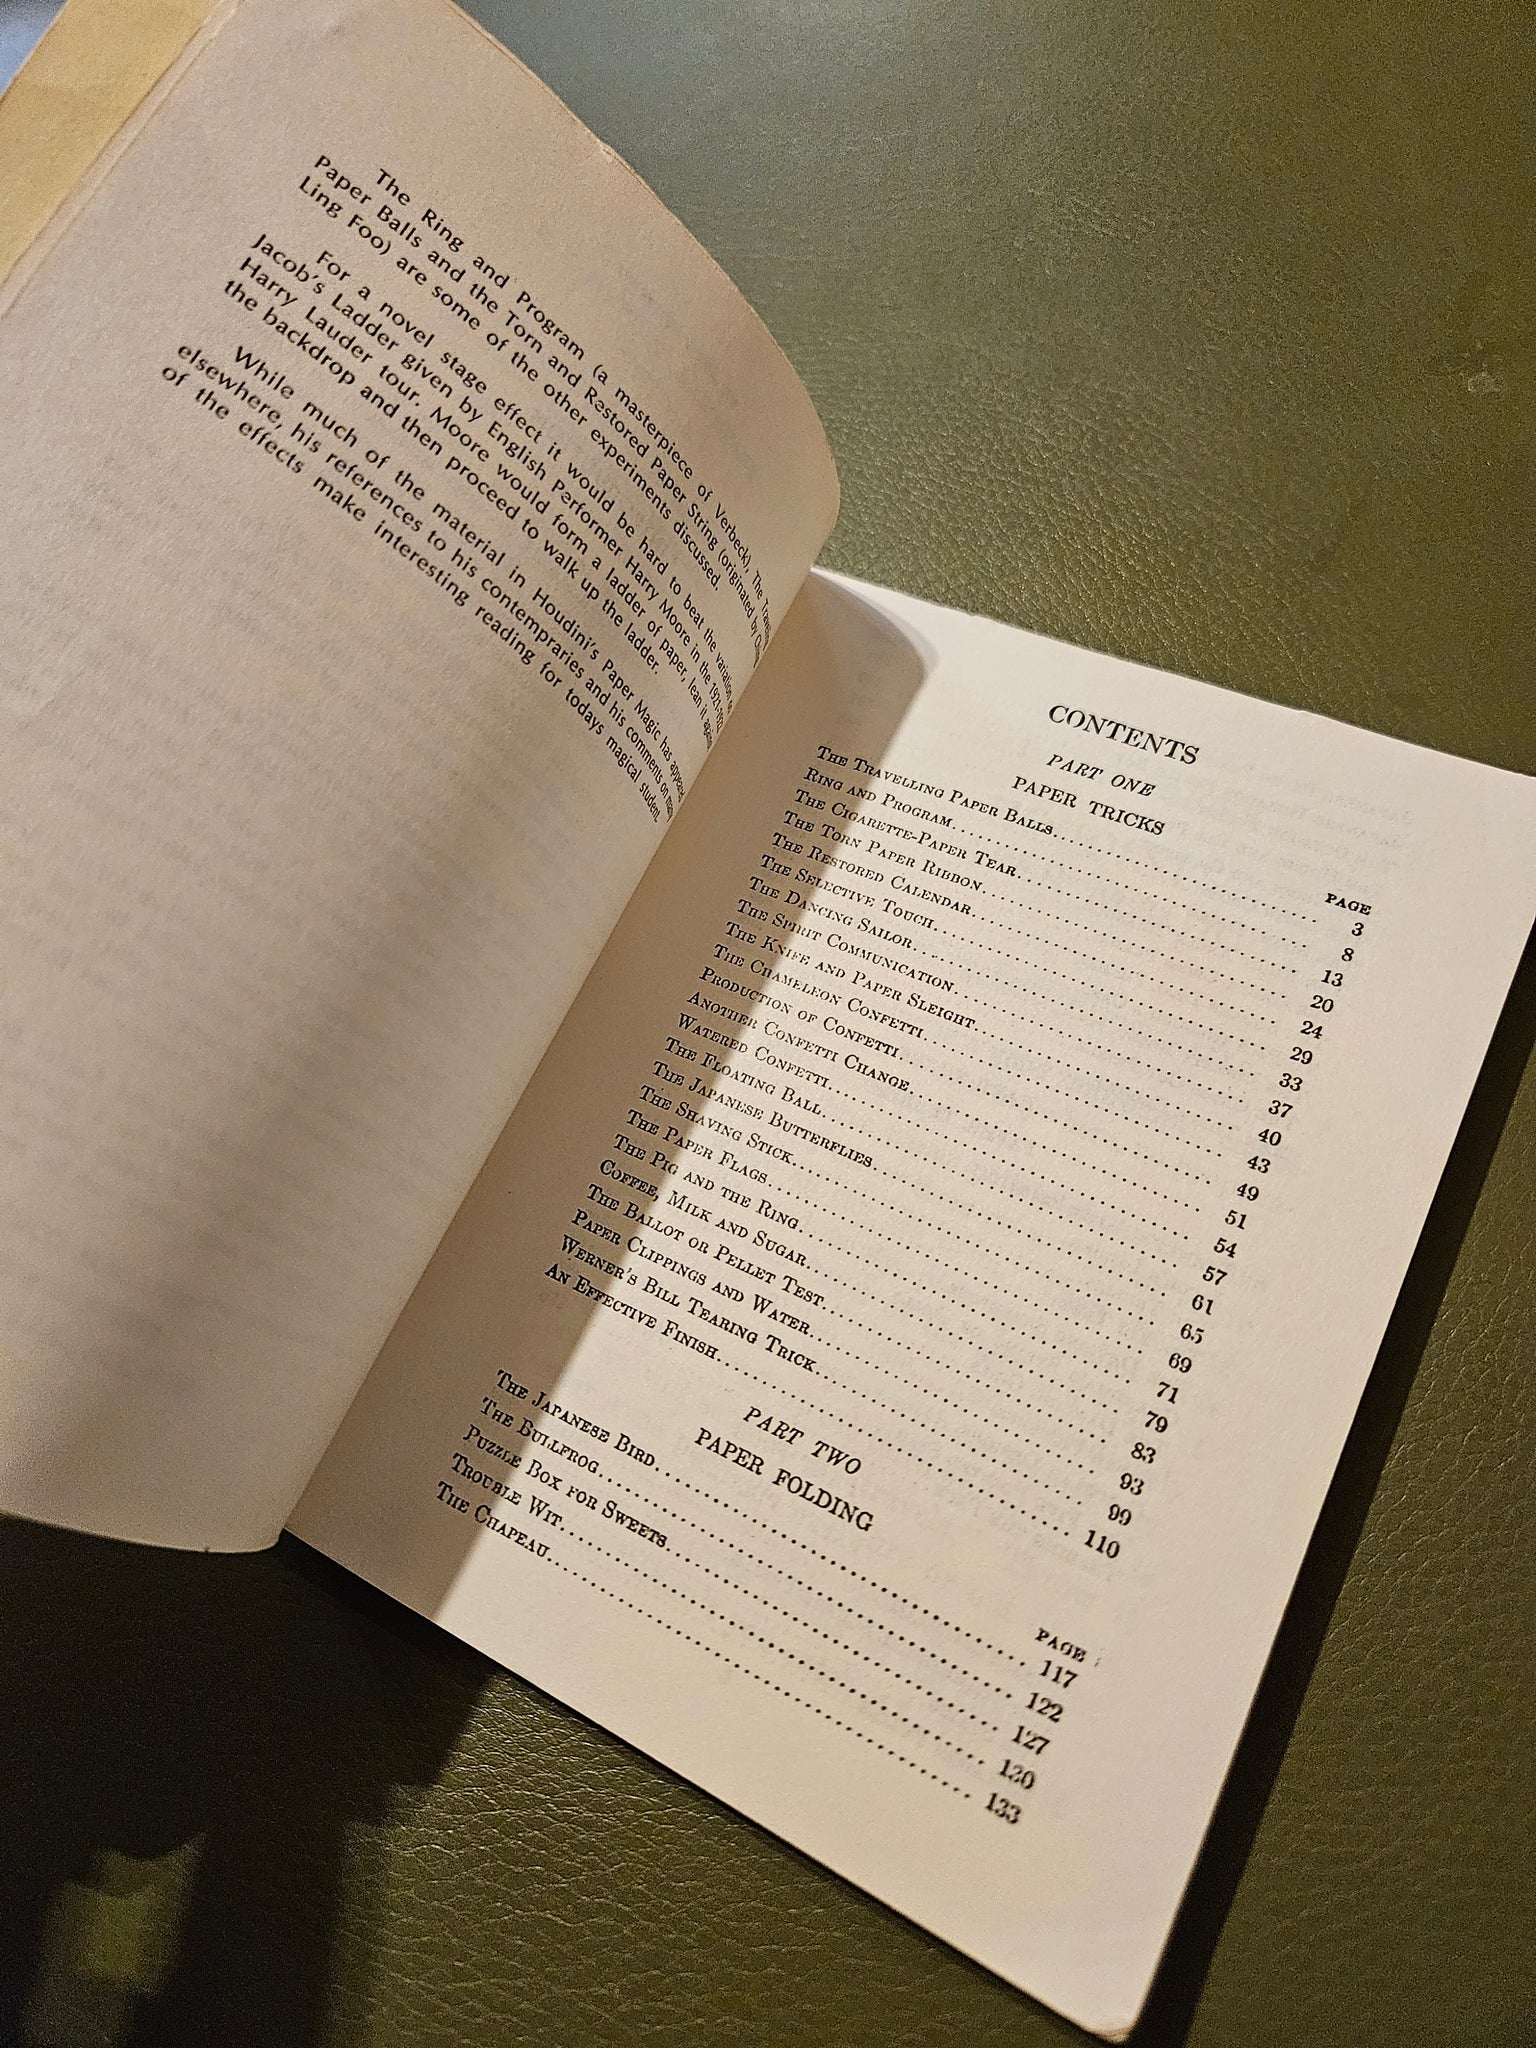 The Ring and Program (a masterpiece of Verbeck), The
Paper Balls and the Torn and Restored Paper String (originated by Ching
Ling Foo) are some of the other experiments discussed.
For a novel stage effect it would be hard to beat the variation
Jacob's Ladder given by English Performer Harry Moore in the
Harry Lauder tour. Moore would form a ladder of paper, lean it
the backdrop and then proceed to walk up the ladder.
While much of the material in Houdini's Paper Magic has
elsewhere, his references to his contempraries and his comments on many
of the effects make interesting reading for todays magical student.
CONTENTS
PART ONE
PAPER TRICKS
PAGE
THE TRAVELLING PAPER BALLS 3
RING AND PROGRAM 8
THE CIGARETTE-PAPER TEAR 13
THE TORN PAPER RIBBON 20
THE RESTORED CALENDAR 24
THE SELECTIVE TOUCH 29
THE DANCING SAILOR 33
THE SPIRIT COMMUNICATION 37
THE KNIFE AND PAPER SLEIGHT 40
THE CHAMELEON CONFETTI 43
PRODUCTION OF CONFETTI 49
ANOTHER CONFETTI CHANGE 51
WATERED CONFETTI 54
THE FLOATING BALL 57
THE JAPANESE BUTTERFLIES 61
THE SHAVING STICK 65
THE PAPER FLAGS 69
THE PIG AND THE RING 71
COFFEE, MILK AND SUGAR 79
THE BALLOT OR PELLET TEST 83
PAPER CLIPPINGS AND WATER 93
WERNER'S BILL TEARING TRICK 99
AN EFFECTIVE FINISH 110
PART TWO
PAPER FOLDING
PAGE
THE JAPANESE BIRD 117
THE BULLFROG 122
PUZZLE BOX FOR SWEETS 127
TROUBLE WIT 130
THE CHAPEAU 133